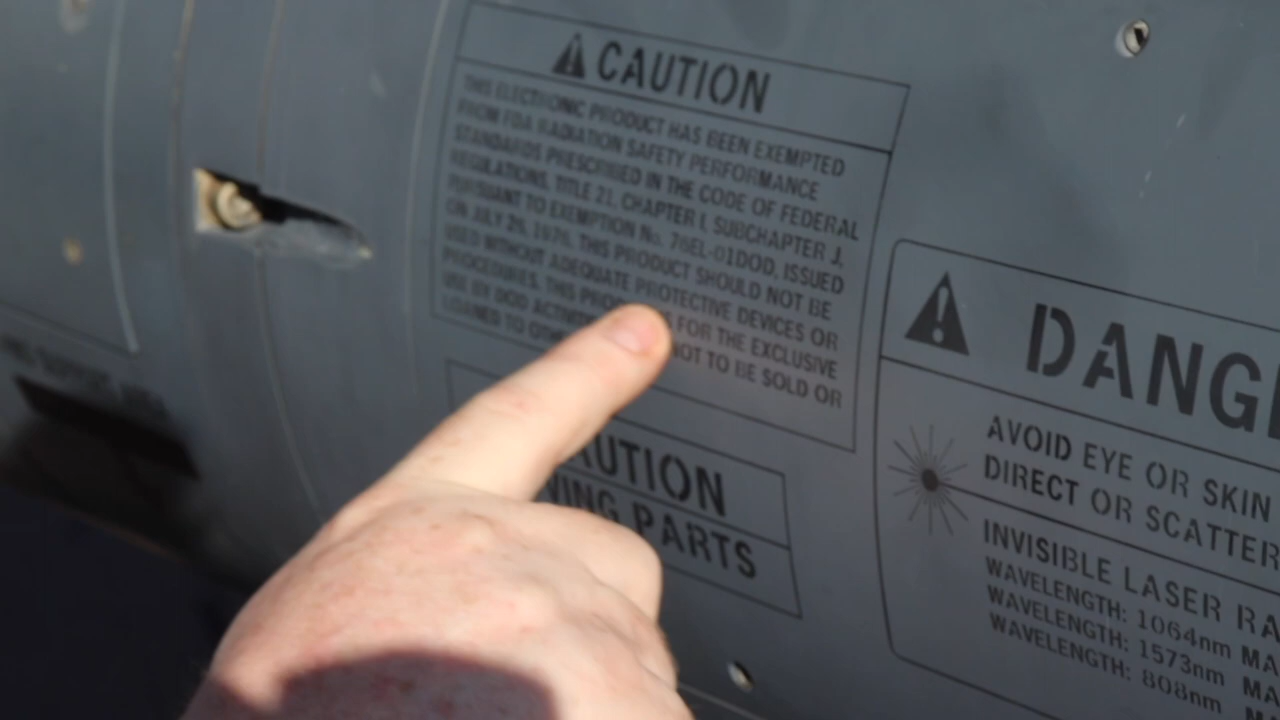 CAUTION
THIS ELECTRONIC PRODUCT HAS BEEN EXEMPTED
FROM FDA RADIATION SAFETY PERFORMANCE
STANDARDS PRESCRIBED IN THE CODE OF FEDERAL
REGULATIONS, TITLE 21, CHAPTER I, SUBCHAPTER J,
PURSUANT TO EXEMPTION No. 76EL-01DOD, ISSUED
ON JULY 26, 1976. THIS PRODUCT SHOULD NOT BE
USED WITHOUT ADEQUATE PROTECTIVE DEVICES OR
PROCEDURES. THIS FOR THE EXCLUSIVE
USE BY DOD NOT TO BE SOLD OR
LOANED TO
AUTION
PARTS
DANG
AVOID EYE OR SKIN
DIRECT OR SCATTER
INVISIBLE LASER RA
WAVELENGTH: 1064nm MA
WAVELENGTH: 1573nm MA
WAVELENGTH: 808nm MA